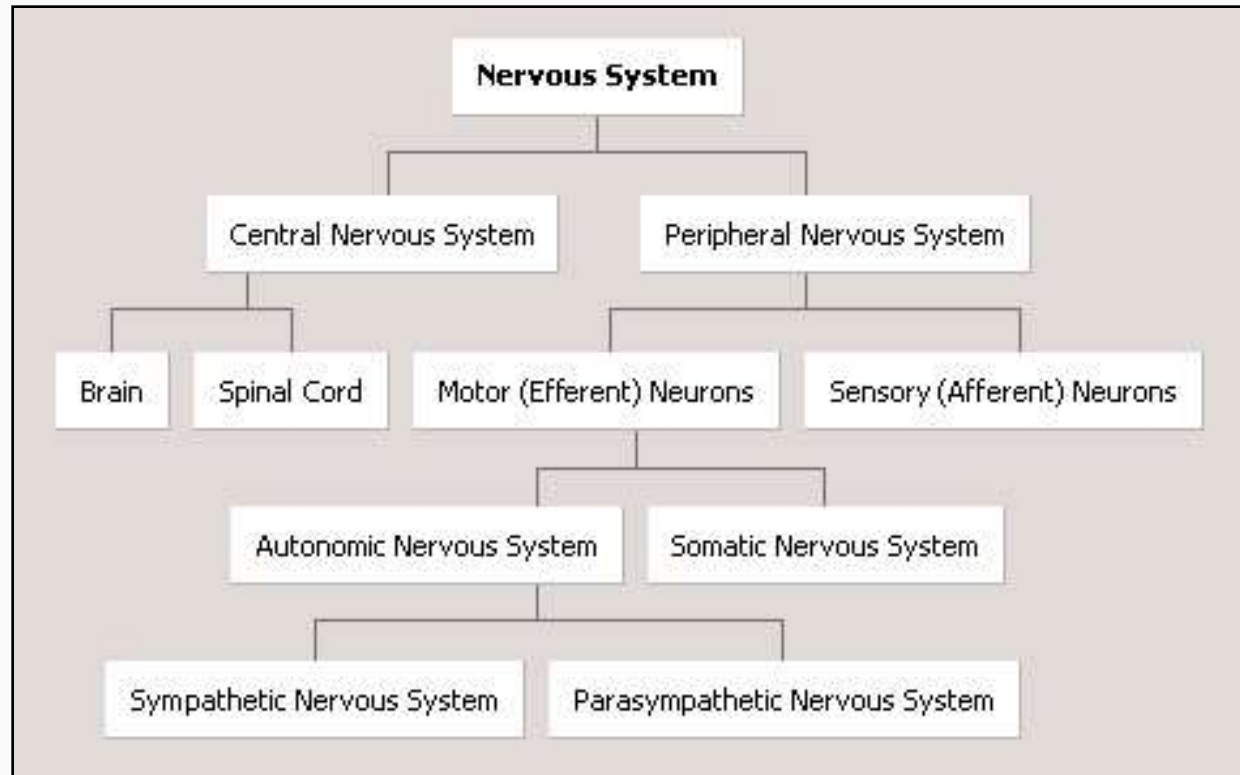 Nervous System
Central Nervous System
Peripheral Nervous System
Brain
Spinal Cord
Motor (Efferent) Neurons
Sensory (Afferent) Neurons
Autonomic Nervous System
Somatic Nervous System
Sympathetic Nervous System
Parasympathetic Nervous System